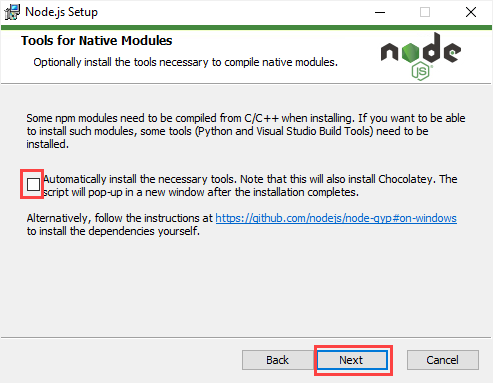 Node.js Setup
Tools for Native Modules
Optionally install the tools necessary to compile native modules.
node
JS
Some npm modules need to be compiled from C/C++ when installing. If you want to be able
to install such modules, some tools (Python and Visual Studio Build Tools) need to be
installed.
Automatically install the necessary tools. Note that this will also install Chocolatey. The
script will pop-up in a new window after the installation completes.
Alternatively, follow the instructions at https://github.com/nodejs/node-gyp#on-windows
to install the dependencies yourself.
Back Next Cancel